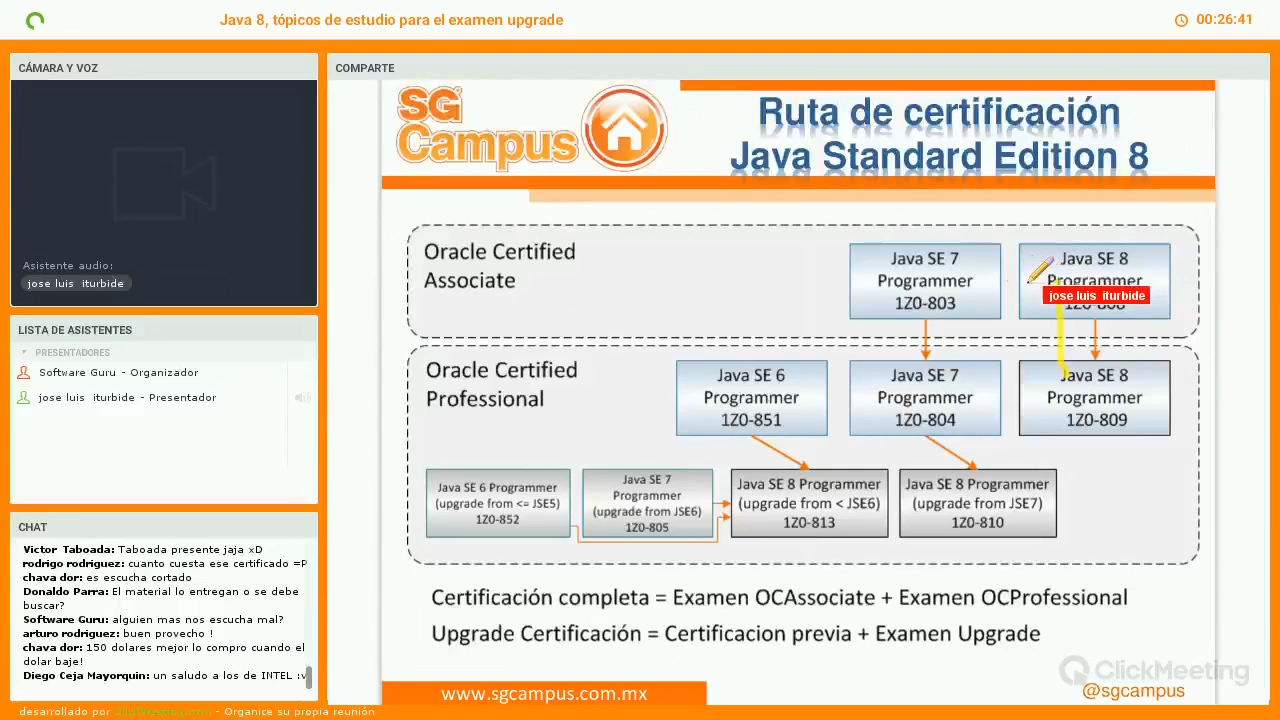 Java 8, tópicos de estudio para el examen upgrade
00:26:41
CÁMARA Y VOZ
Asistente audio:
jose luis iturbide
LISTA DE ASISTENTES
PRESENTADORES
Software Guru - Organizador
jose luis iturbide - Presentador
CHAT
Victor Taboada: Taboada presente jaja xD
rodrigo rodriguez: cuanto cuesta ese certificado =P
chava dor: es escucha cortado
Donaldo Parra: El material lo entregan o se debe
buscar?
Software Guru: alguien mas nos escucha mal?
arturo rodriguez: buen provecho !
chava dor: 150 dolares mejor lo compro cuando el
dolar baje!
Diego Ceja Mayorquin: un saludo a los de INTEL :v
desarrollado por ClickMeeting.com - Organice su propia reunión
COMPARTE
SG
Campus
Ruta de certificación
Java Standard Edition 8
Oracle Certified
Associate
Java SE 7
Programmer
1Z0-803
Java SE 8
Programmer
jose luis iturbide
Oracle Certified
Professional
Java SE 6
Programmer
1Z0-851
Java SE 7
Programmer
1Z0-804
Java SE 8
Programmer
1Z0-809
Java SE 6 Programmer
(upgrade from <= JSE5)
1Z0-852
Java SE 7
Programmer
(upgrade from JSE6)
1Z0-805
Java SE 8 Programmer
(upgrade from < JSE6)
1Z0-813
Java SE 8 Programmer
(upgrade from JSE7)
1Z0-810
Certificación completa = Examen OCAssociate + Examen OCProfessional
Upgrade Certificación = Certificacion previa + Examen Upgrade
www.sgcampus.com.mx
ClickMeeting
@sgcampus